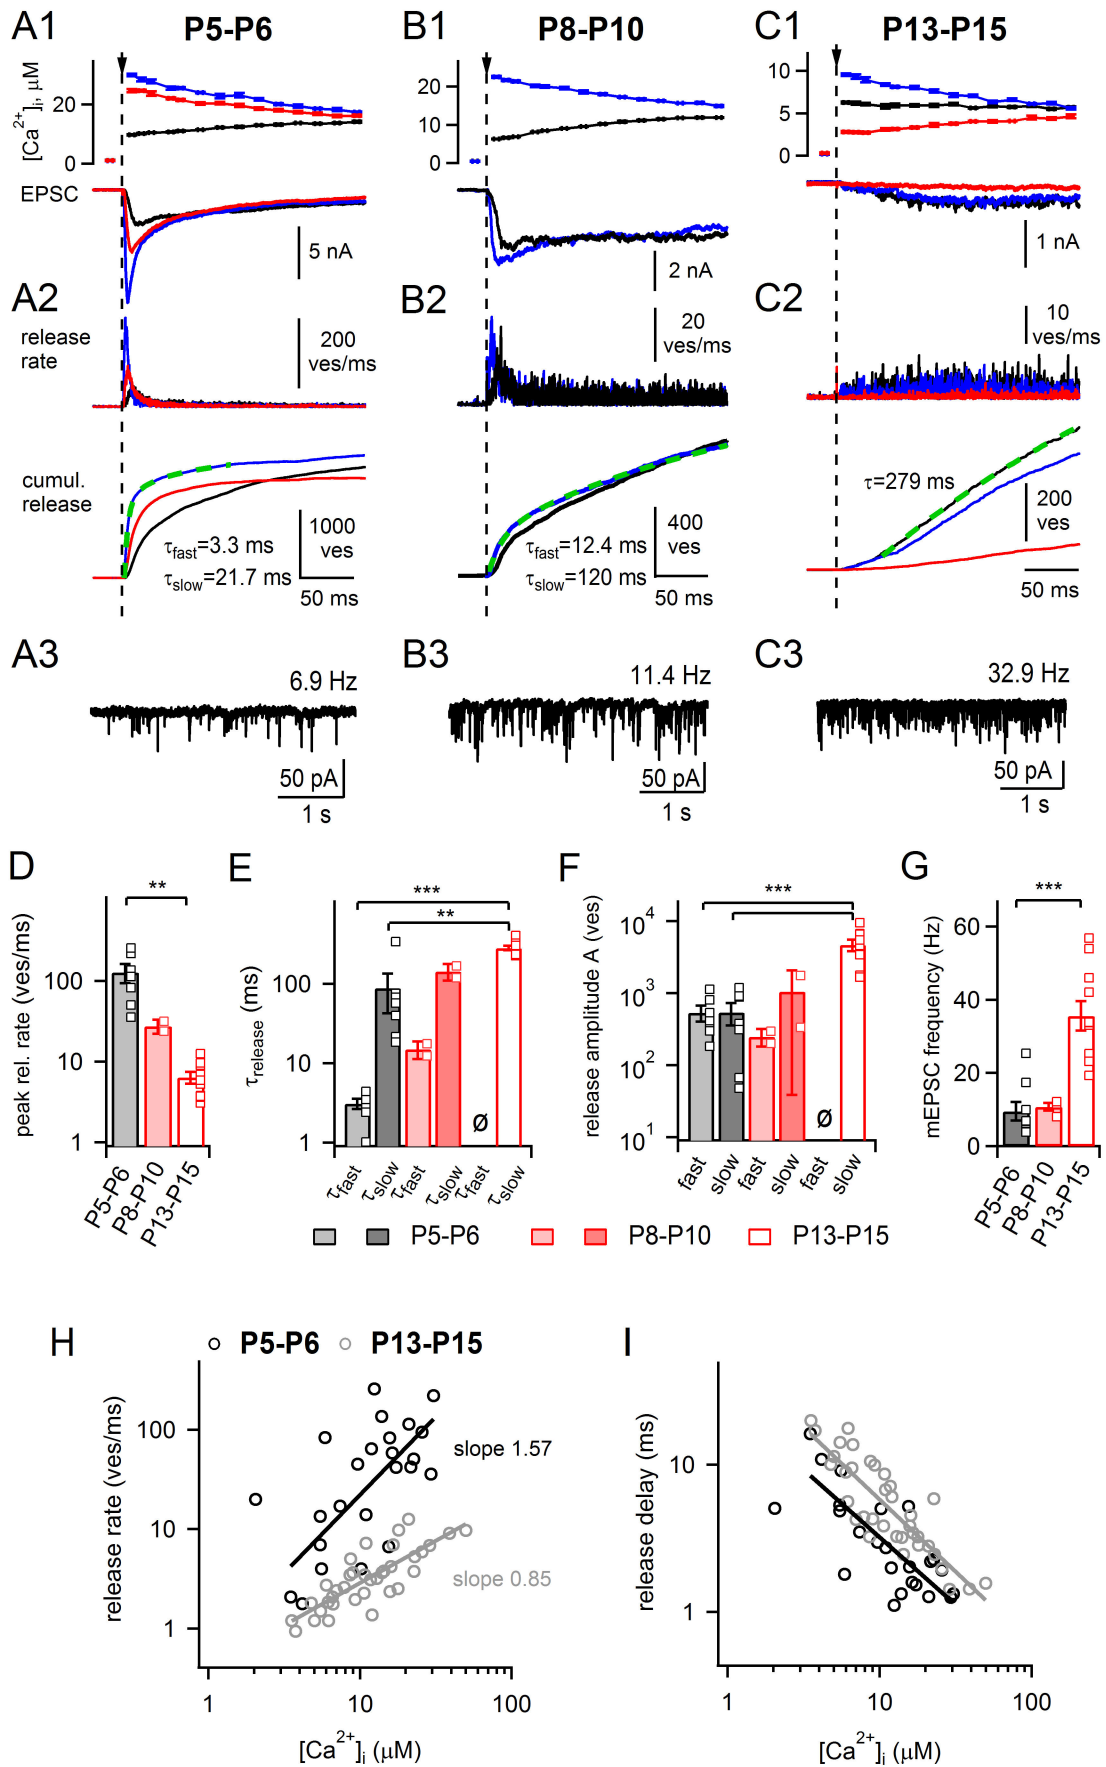 A1 P5-P6 B1 P8-P10 C1 P13-P15
[Ca2+]i, μM
20
0
20
10
0
10
5
0
EPSC
5 nA
2 nA
1 nA
A2 B2 C2
release rate
200 ves/ms
20 ves/ms
10 ves/ms
cumul. release
τfast=3.3 ms
τslow=21.7 ms
1000 ves
50 ms
τfast=12.4 ms
τslow=120 ms
400 ves
50 ms
τ=279 ms
200 ves
50 ms
A3 B3 C3
6.9 Hz
50 pA
1 s
11.4 Hz
50 pA
1 s
32.9 Hz
50 pA
1 s
D
peak rel. rate (ves/ms)
100
10
1
**
P5-P6
P8-P10
P13-P15
E
τrelease (ms)
100
10
1
***
**
Ø
τfast τslow τfast τslow τfast τslow
F
release amplitude A (ves)
10^4
10^3
10^2
10^1
***
Ø
fast slow fast slow fast slow
G
mEPSC frequency (Hz)
60
40
20
0
***
P5-P6
P8-P10
P13-P15
P5-P6 P8-P10 P13-P15
H
P5-P6 P13-P15
release rate (ves/ms)
100
10
1
slope 1.57
slope 0.85
1 10 100
[Ca2+]i (μM)
I
release delay (ms)
10
1
1 10 100
[Ca2+]i (μM)